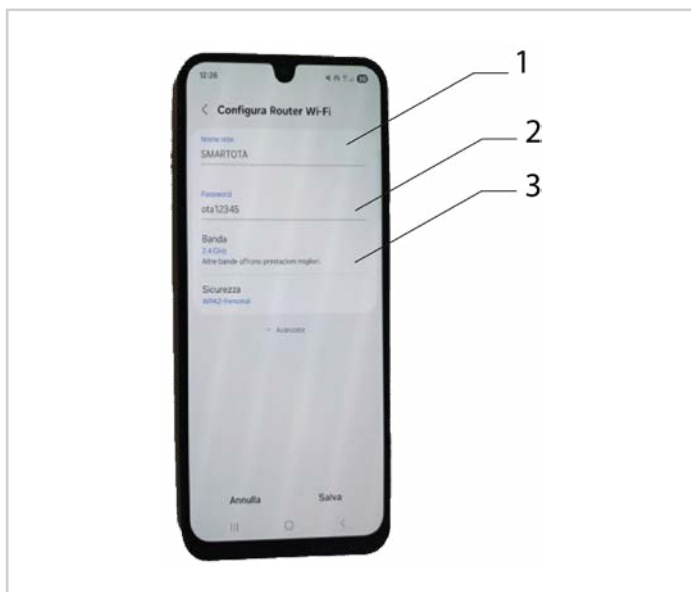 1
2
3
12:26
Configura Router Wi-Fi
Nome rete
SMARTOTA
Password
ota12345
Banda
2.4 GHz
Altre bande offrono prestazioni migliori.
Sicurezza
WPA2-Personal
Avanzate
Annulla
Salva